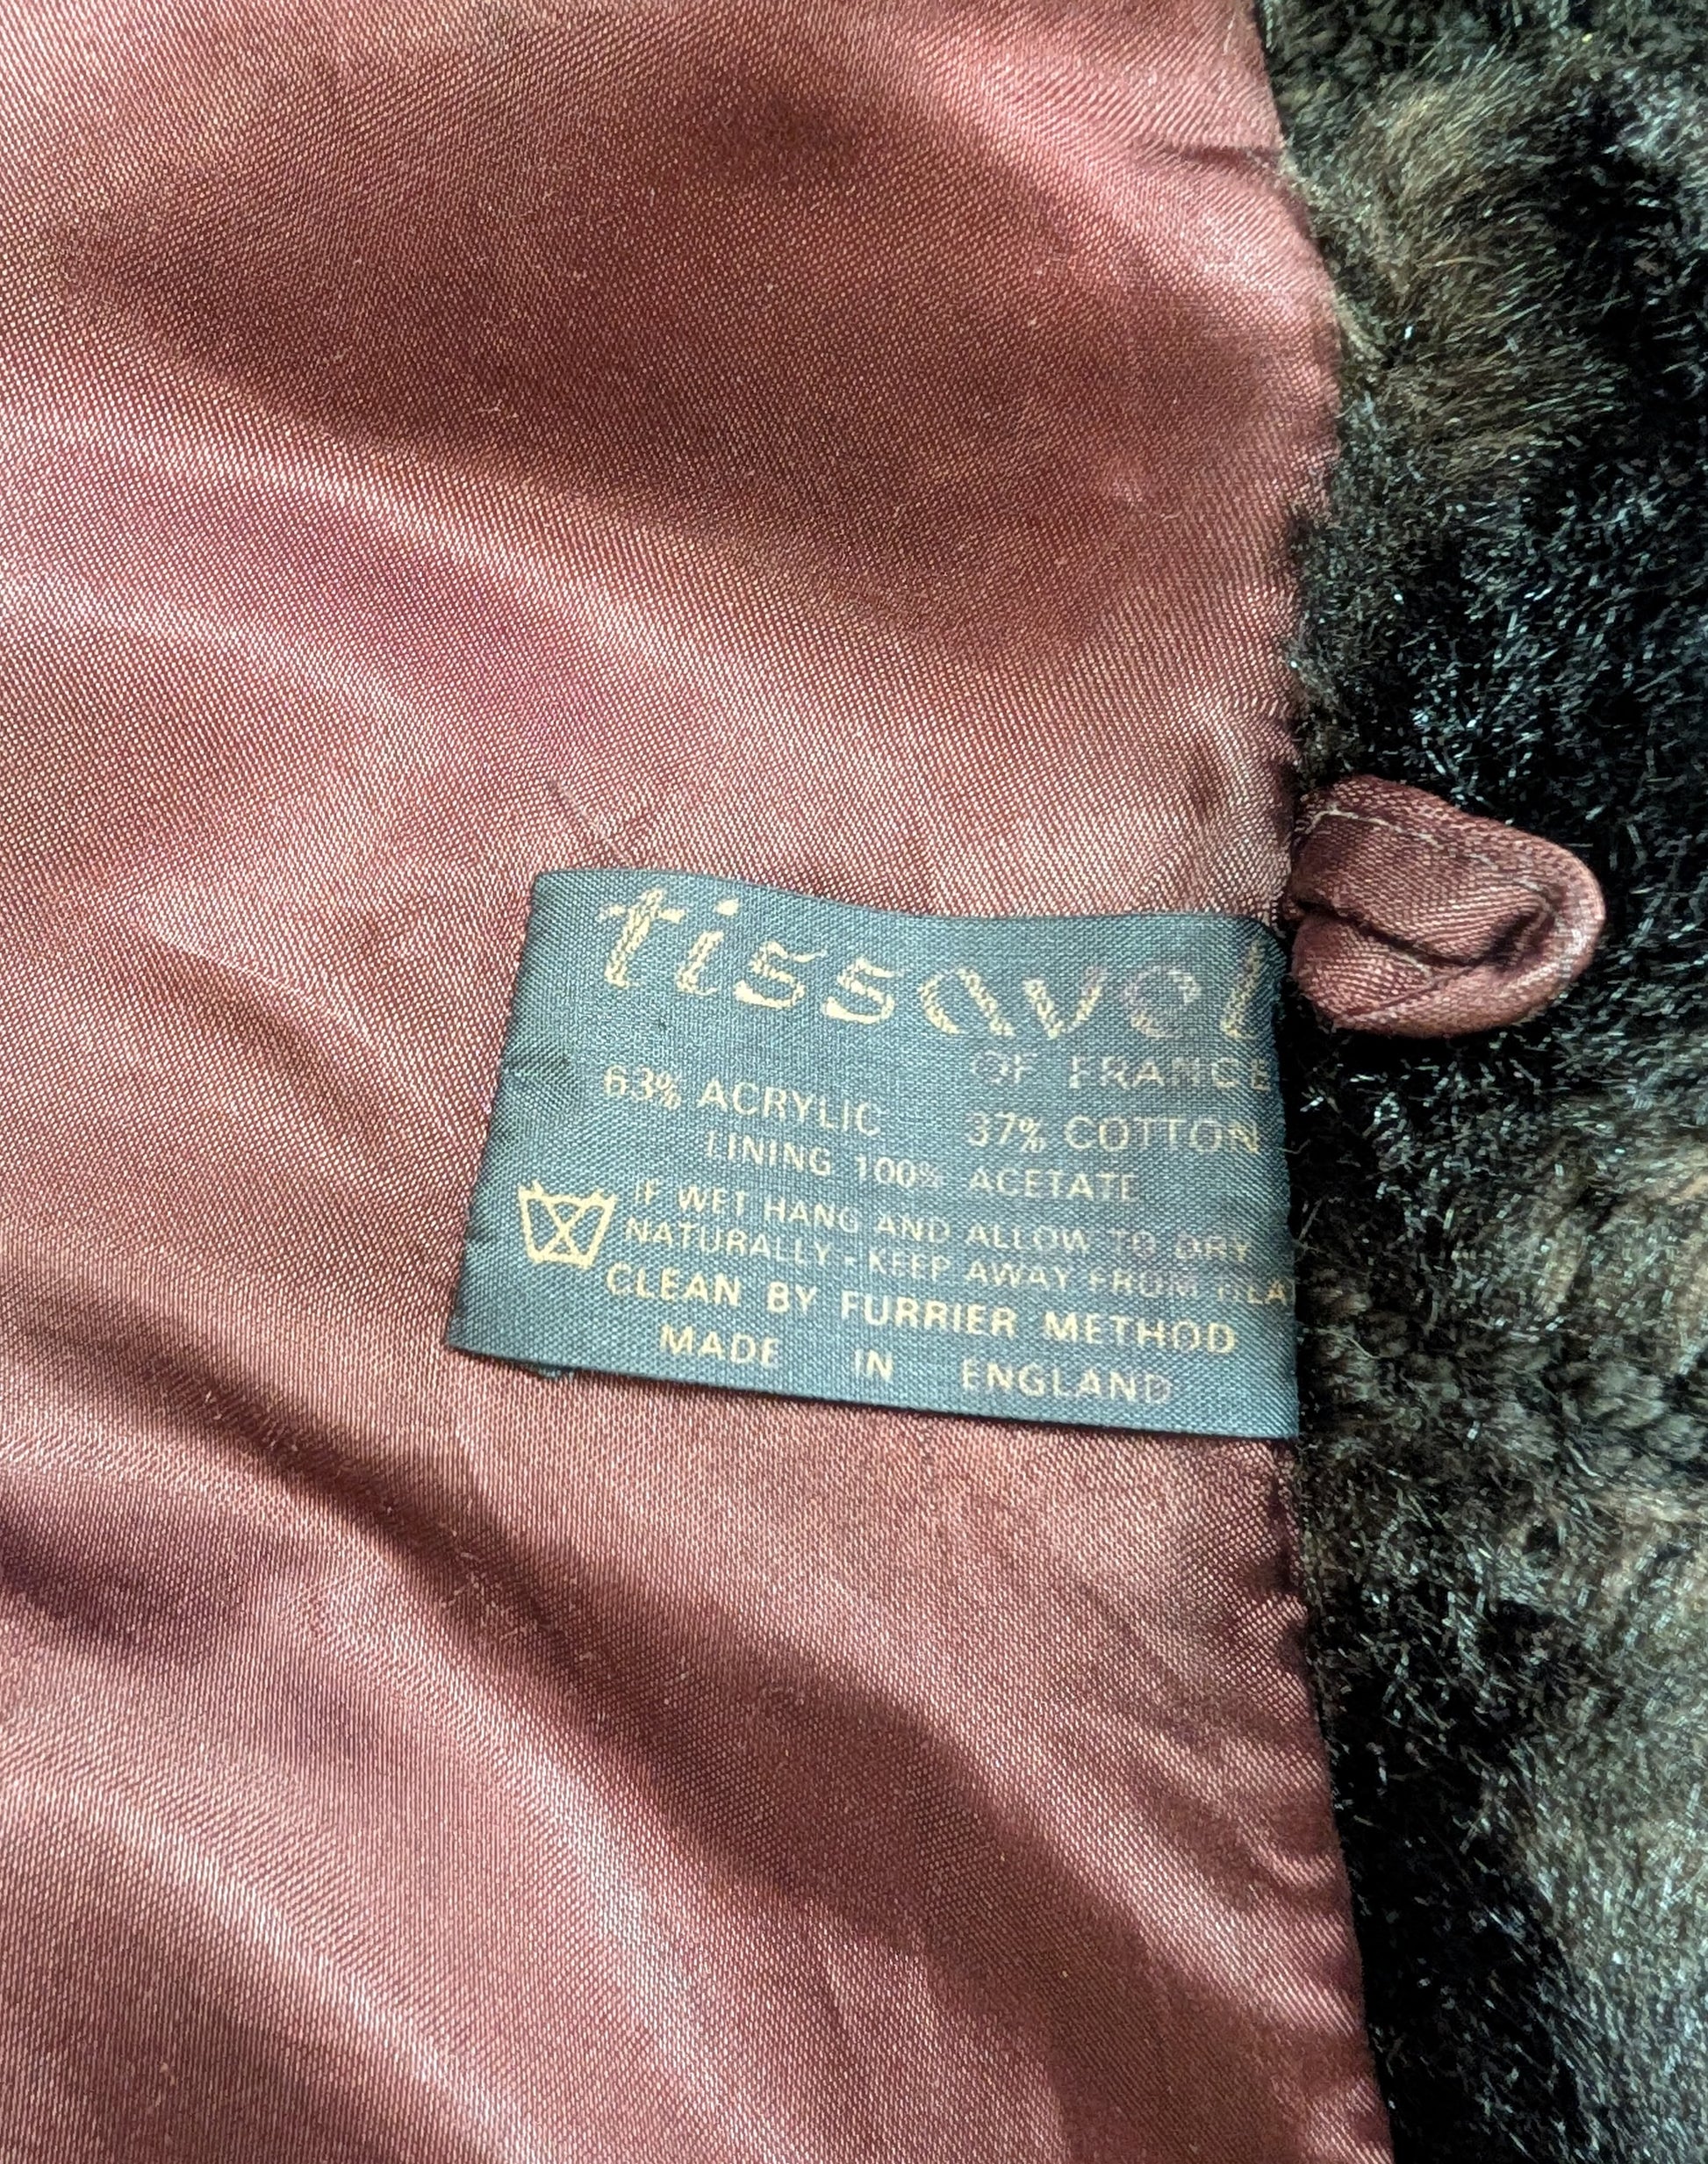 tissavel
OF FRANCE
63% ACRYLIC 37% COTTON
LINING 100% ACETATE
IF WET HANG AND ALLOW TO DRY
NATURALLY - KEEP AWAY FROM HEA
CLEAN BY FURRIER METHOD
MADE IN ENGLAND